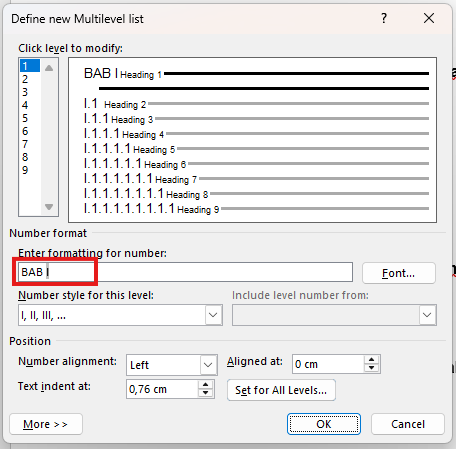 Define new Multilevel list ? ×
Click level to modify:
1
2
3
4
5
6
7
8
9
BAB I Heading 1
I.1 Heading 2
I.1.1 Heading 3
I.1.1.1 Heading 4
I.1.1.1.1 Heading 5
I.1.1.1.1.1 Heading 6
I.1.1.1.1.1.1 Heading 7
I.1.1.1.1.1.1.1 Heading 8
I.1.1.1.1.1.1.1.1 Heading 9
Number format
Enter formatting for number:
BAB I
Font...
Number style for this level:
Include level number from:
I, II, III, ...
Position
Number alignment: Left Aligned at: 0 cm
Text indent at: 0,76 cm Set for All Levels...
More >> OK Cancel